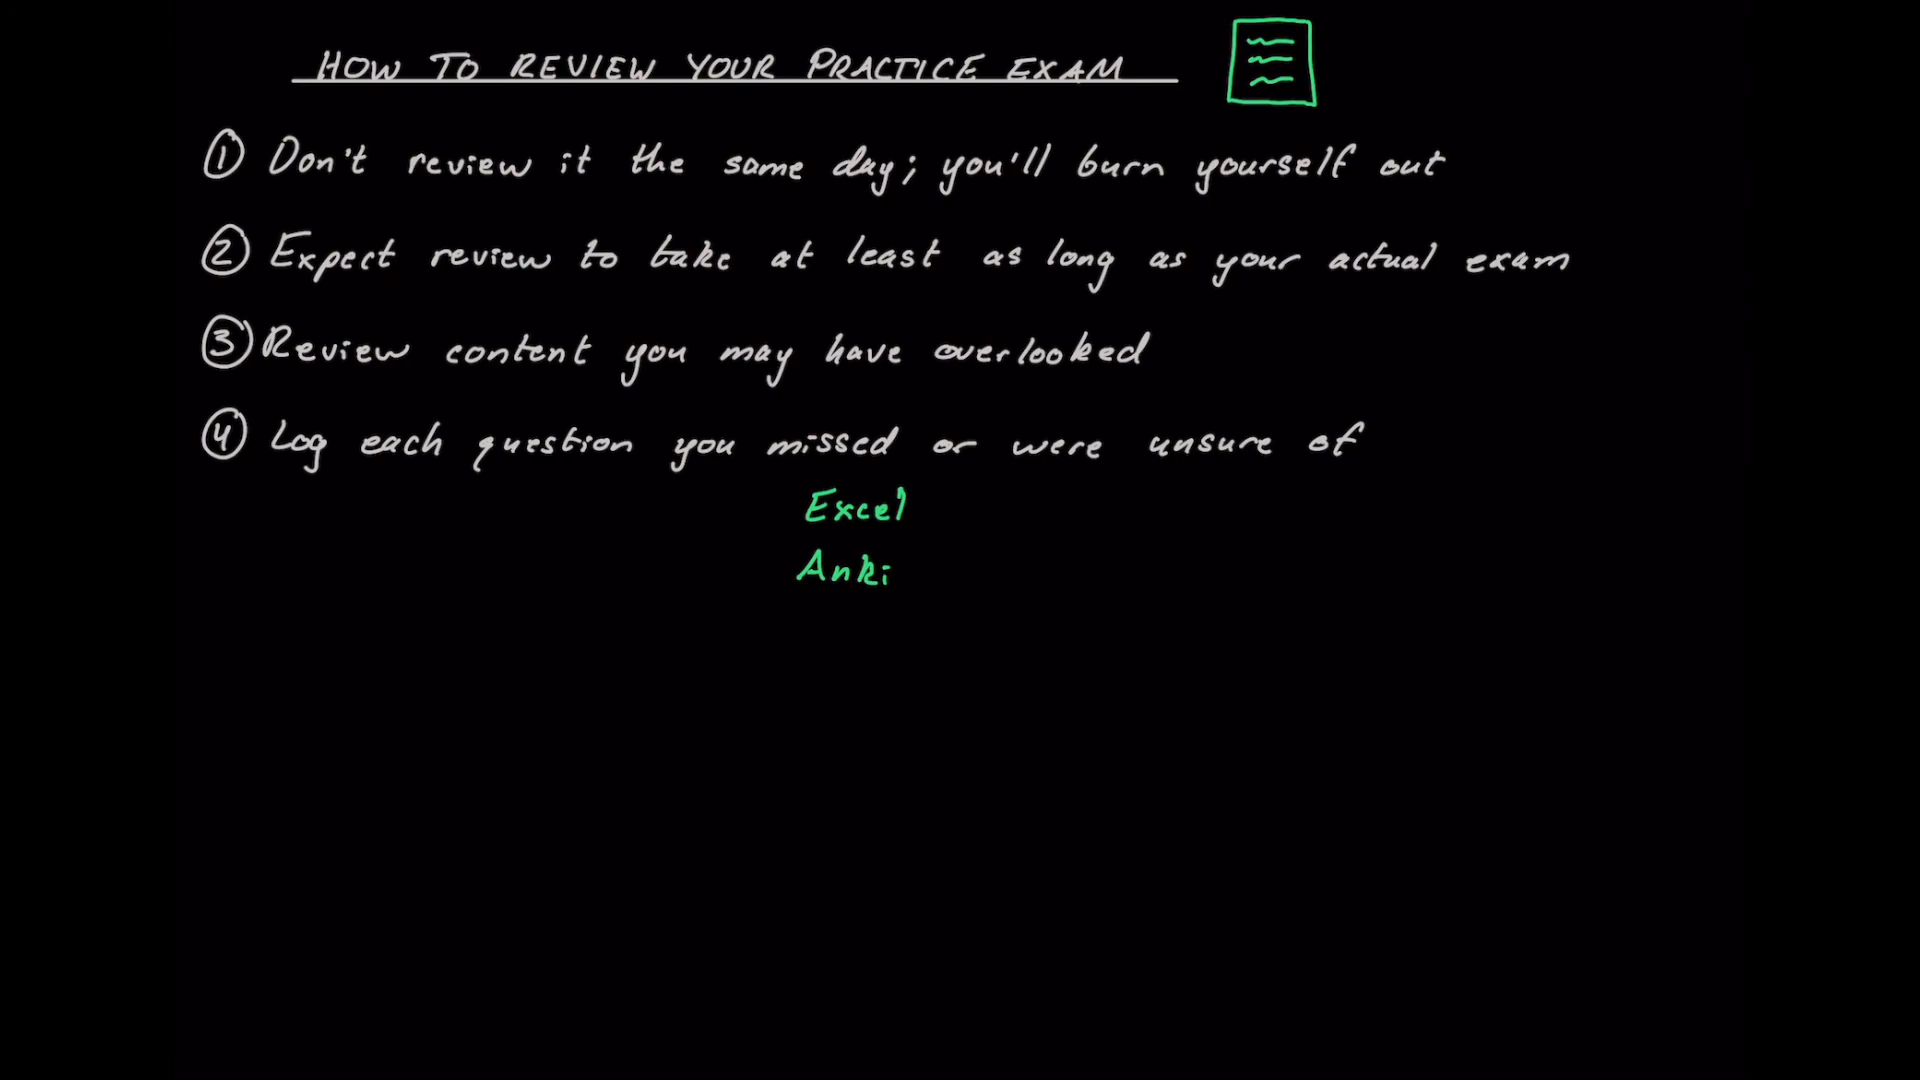 HOW TO REVIEW YOUR PRACTICE EXAM
① Don't review it the same day; you'll burn yourself out
② Expect review to take at least as long as your actual exam
③ Review content you may have overlooked
④ Log each question you missed or were unsure of
Excel
Anki